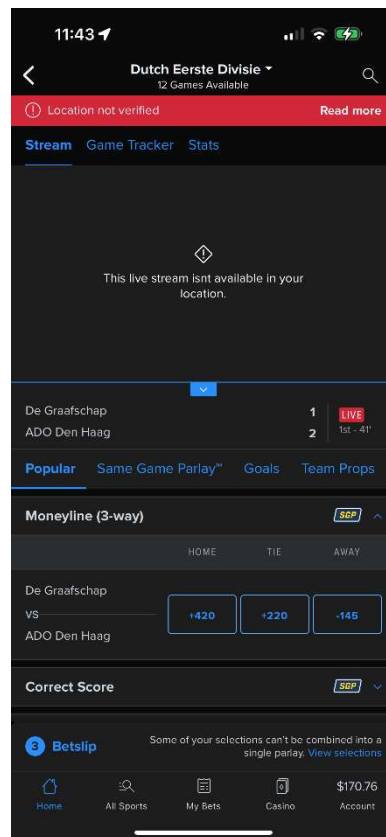 11:43
Dutch Eerste Divisie
12 Games Available
Location not verified Read more
Stream Game Tracker Stats
This live stream isnt available in your
location.
De Graafschap 1 LIVE
ADO Den Haag 2 1st - 41'
Popular Same Game Parlay™ Goals Team Props
Moneyline (3-way) SGP
HOME TIE AWAY
De Graafschap
VS +420 +220 -145
ADO Den Haag
Correct Score SGP
3 Betslip Some of your selections can't be combined into a
single parlay. View selections
Home All Sports My Bets Casino $170.76
Account